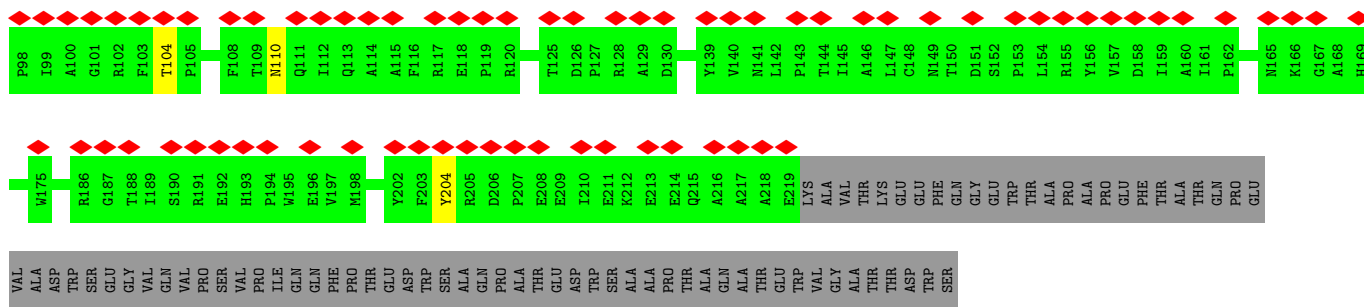 P98 I99 A100 G101 R102 F103 T104 P105 F108 T109 N110 Q111 I112 Q113 A114 A115 F116 R117 E118 P119 R120 T125 D126 P127 R128 A129 D130 Y139 V140 N141 L142 P143 T144 I145 A146 L147 C148 N149 T150 D151 S152 P153 L154 R155 Y156 V157 D158 I159 A160 I161 P162 N165 K166 G167 A168 H169
W175 R186 G187 T188 I189 S190 R191 E192 H193 P194 W195 E196 V197 M198 Y202 F203 Y204 R205 D206 P207 E208 E209 I210 E211 K212 E213 E214 Q215 A216 A217 A218 E219 LYS ALA VAL THR LYS GLU GLU PHE GLN GLY GLU TRP THR ALA PRO ALA PRO GLU PHE THR ALA THR GLN PRO GLU
VAL ALA ASP TRP SER GLU GLY VAL GLN VAL PRO SER VAL PRO ILE GLN GLN PHE PRO THR GLU ASP TRP SER ALA GLN PRO ALA THR GLU ASP TRP SER ALA ALA PRO THR ALA GLN ALA THR GLU TRP VAL GLY ALA THR THR ASP TRP SER